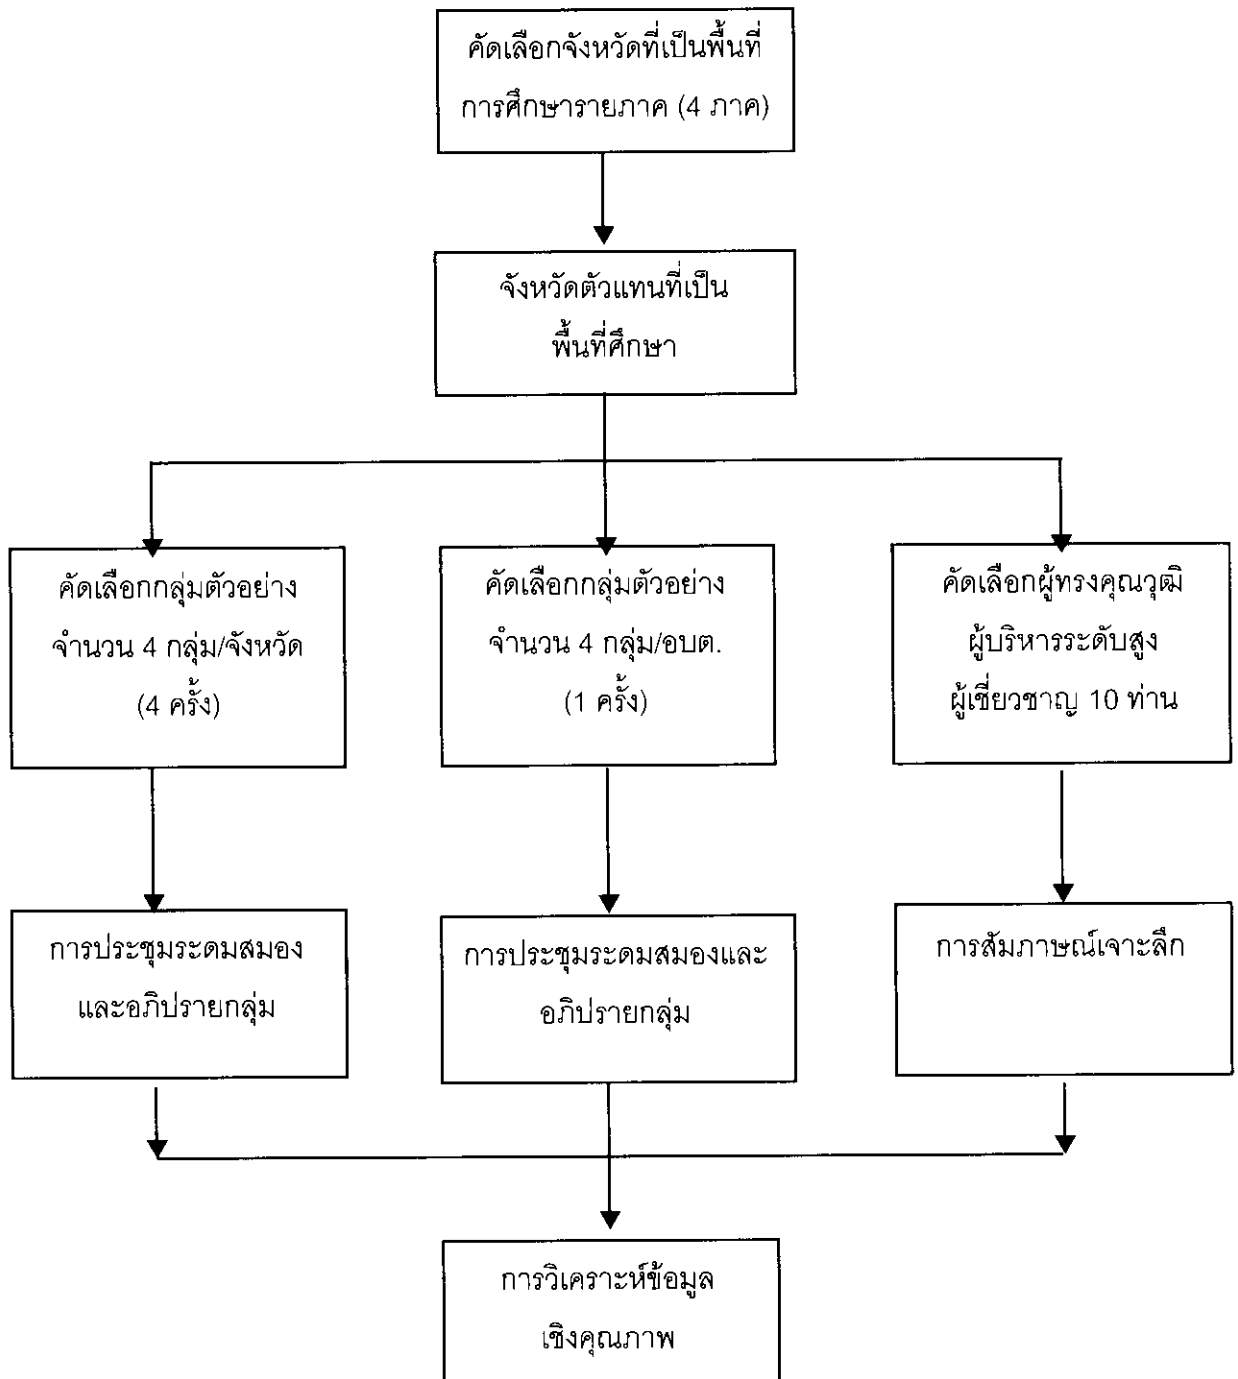 คัดเลือกจังหวัดที่เป็นพื้นที่
การศึกษารายภาค (4 ภาค)
จังหวัดตัวแทนที่เป็น
พื้นที่ศึกษา
คัดเลือกกลุ่มตัวอย่าง
จำนวน 4 กลุ่ม/จังหวัด
(4 ครั้ง)
คัดเลือกกลุ่มตัวอย่าง
จำนวน 4 กลุ่ม/อบต.
(1 ครั้ง)
คัดเลือกผู้ทรงคุณวุฒิ
ผู้บริหารระดับสูง
ผู้เชี่ยวชาญ 10 ท่าน
การประชุมระดมสมอง
และอภิปรายกลุ่ม
การประชุมระดมสมองและ
อภิปรายกลุ่ม
การสัมภาษณ์เจาะลึก
การวิเคราะห์ข้อมูล
เชิงคุณภาพ